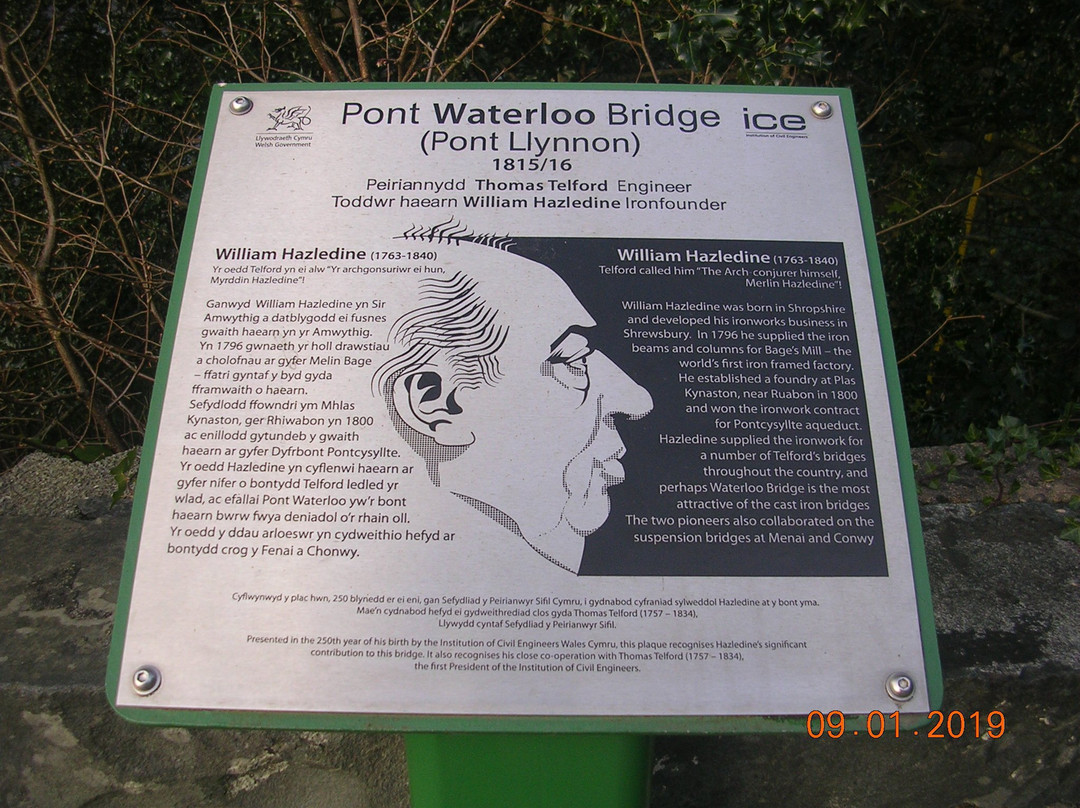 Llywodraeth Cymru
Welsh Government
Pont Waterloo Bridge
(Pont Llynnon)
1815/16
ice
Institution of Civil Engineers
Peiriannydd Thomas Telford Engineer
Toddwr haearn William Hazledine Ironfounder
William Hazledine (1763-1840)
Yr oedd Telford yn ei alw "Yr archgonsuriwr ei hun,
Myrddin Hazledine"!
Ganwyd William Hazledine yn Sir
Amwythig a datblygodd ei fusnes
gwaith haearn yn yr Amwythig.
Yn 1796 gwnaeth yr holl drawstiau
a cholofnau ar gyfer Melin Bage
– ffatri gyntaf y byd gyda
fframwaith o haearn.
Sefydlodd ffowndri ym Mhlas
Kynaston, ger Rhiwabon yn 1800
ac enillodd gytundeb y gwaith
haearn ar gyfer Dyfrbont Pontcysyllte.
Yr oedd Hazledine yn cyflenwi haearn ar
gyfer nifer o bontydd Telford ledled yr
wlad, ac efallai Pont Waterloo yw'r bont
haearn bwrw fwya deniadol o'r rhain oll.
Yr oedd y ddau arloeswr yn cydweithio hefyd ar
bontydd crog y Fenai a Chonwy.
William Hazledine (1763-1840)
Telford called him "The Arch-conjurer himself,
Merlin Hazledine"!
William Hazledine was born in Shropshire
and developed his ironworks business in
Shrewsbury. In 1796 he supplied the iron
beams and columns for Bage's Mill – the
world's first iron framed factory.
He established a foundry at Plas
Kynaston, near Ruabon in 1800
and won the ironwork contract
for Pontcysyllte aqueduct.
Hazledine supplied the ironwork for
a number of Telford's bridges
throughout the country, and
perhaps Waterloo Bridge is the most
attractive of the cast iron bridges
The two pioneers also collaborated on the
suspension bridges at Menai and Conwy
Cyflwynwyd y plac hwn, 250 blynedd er ei eni, gan Sefydliad y Peirianwyr Sifil Cymru, i gydnabod cyfraniad sylweddol Hazledine at y bont yma.
Mae'n cydnabod hefyd ei gydweithrediad clos gyda Thomas Telford (1757 – 1834),
Llywydd cyntaf Sefydliad y Peirianwyr Sifil.
Presented in the 250th year of his birth by the Institution of Civil Engineers Wales Cymru, this plaque recognises Hazledine's significant
contribution to this bridge. It also recognises his close co-operation with Thomas Telford (1757 – 1834),
the first President of the Institution of Civil Engineers.
09.01.2019